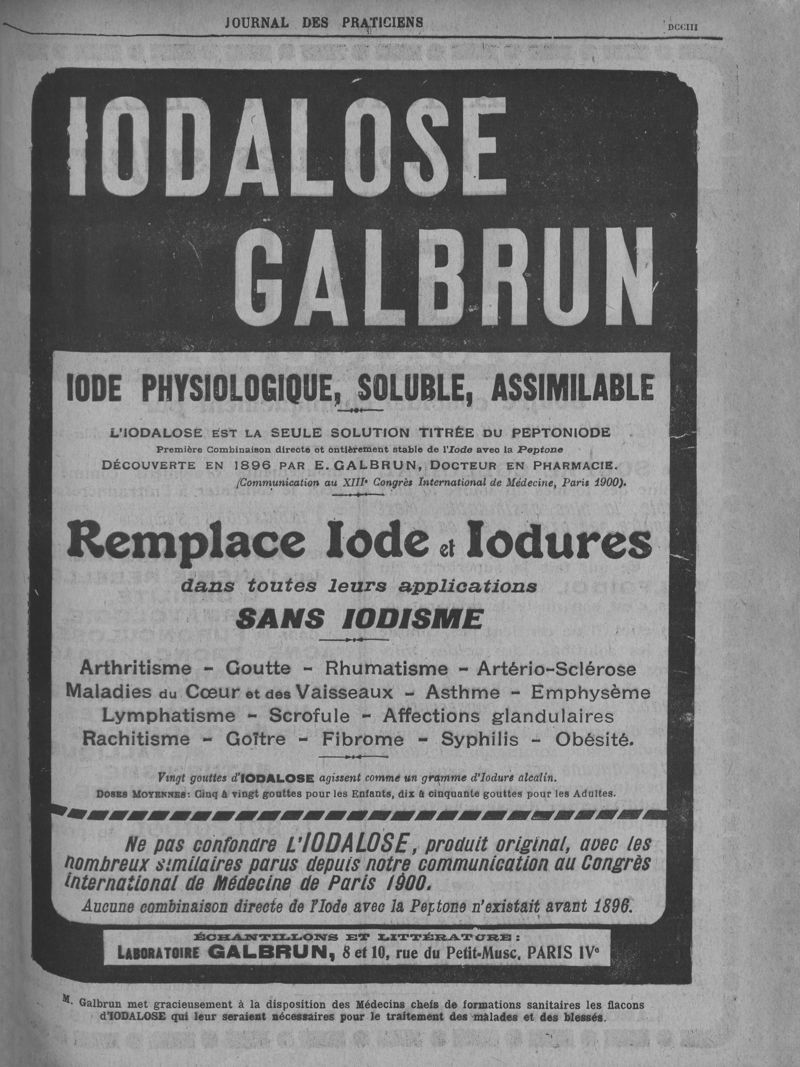 JOURNAL DES PRATICIENS
DCCIII
IODALOSE
GALBRUN
IODE PHYSIOLOGIQUE, SOLUBLE, ASSIMILABLE
L'IODALOSE EST LA SEULE SOLUTION TITRÉE DU PEPTONIODE
Première Combinaison directe et entièrement stable de l'Iode avec la Peptone
DÉCOUVERTE EN 1896 PAR E. GALBRUN, DOCTEUR EN PHARMACIE.
(Communication au XIIIe Congrès International de Médecine, Paris 1900).
Remplace Iode et Iodures
dans toutes leurs applications
SANS IODISME
Arthritisme - Goutte - Rhumatisme - Artério-Sclérose
Maladies du Cœur et des Vaisseaux - Asthme - Emphysème
Lymphatisme - Scrofule - Affections glandulaires
Rachitisme - Goître - Fibrome - Syphilis - Obésité.
Vingt gouttes d'IODALOSE agissent comme un gramme d'Iodure alcalin.
DOSES MOYENNES: Cinq à vingt gouttes pour les Enfants, dix à cinquante gouttes pour les Adultes.
Ne pas confondre L'IODALOSE, produit original, avec les
nombreux similaires parus depuis notre communication au Congrès
International de Médecine de Paris 1900.
Aucune combinaison directe de l'Iode avec la Peptone n'existait avant 1896.
ÉCHANTILLONS ET LITTÉRATURE :
LABORATOIRE GALBRUN, 8 et 10, rue du Petit-Musc, PARIS IVe
M. Galbrun met gracieusement à la disposition des Médecins chefs de formations sanitaires les flacons
d'IODALOSE qui leur seraient nécessaires pour le traitement des malades et des blessés.